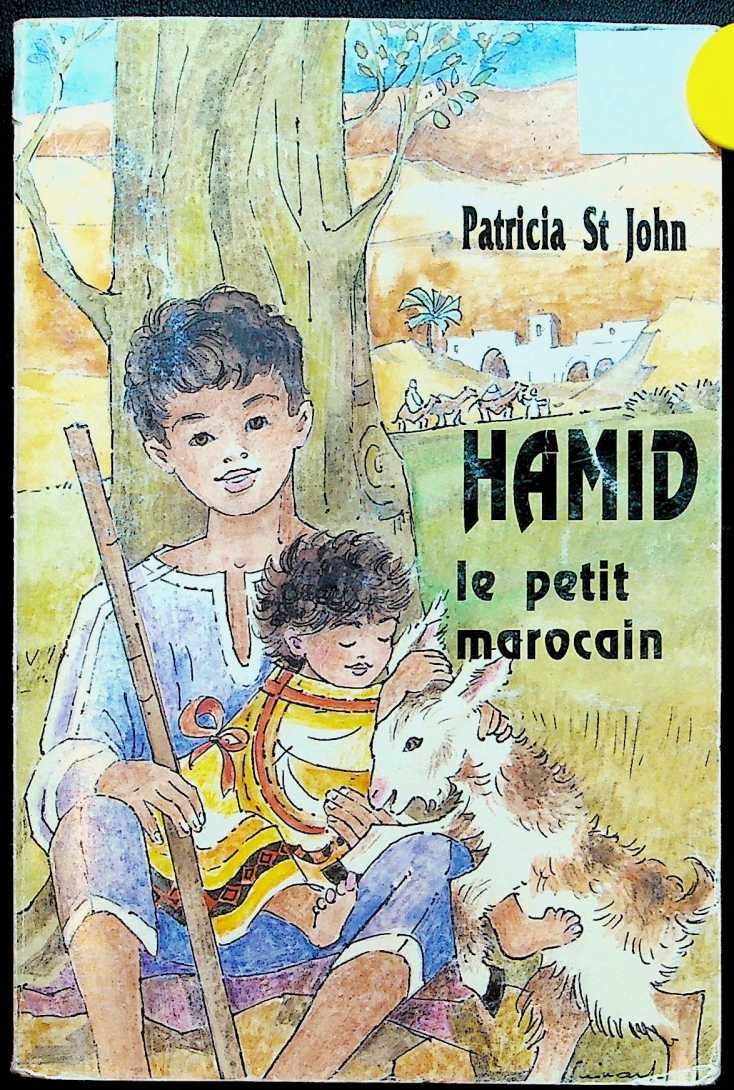 Patricia St John
HAMID
le petit
marocain